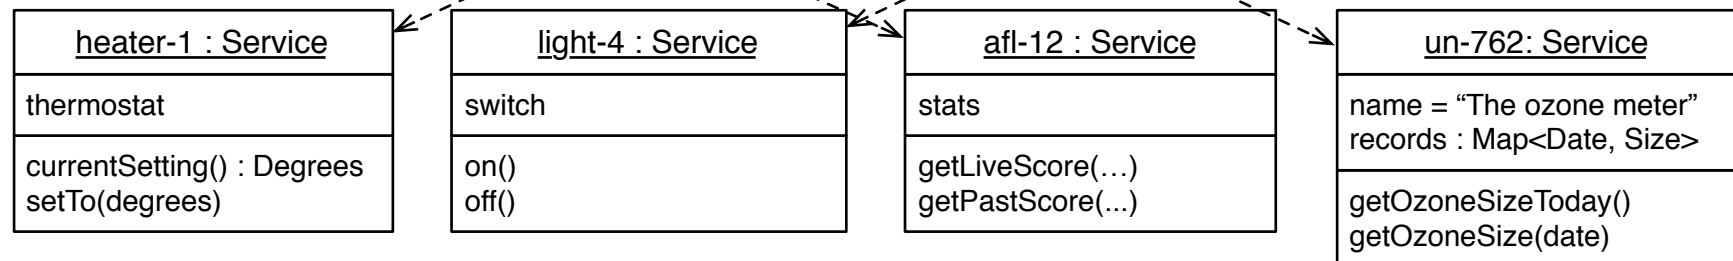 heater-1 : Service
thermostat
currentSetting() : Degrees
setTo(degrees)
light-4 : Service
switch
on()
off()
afl-12 : Service
stats
getLiveScore(…)
getPastScore(...)
un-762: Service
name = “The ozone meter”
records : Map<Date, Size>
getOzoneSizeToday()
getOzoneSize(date)